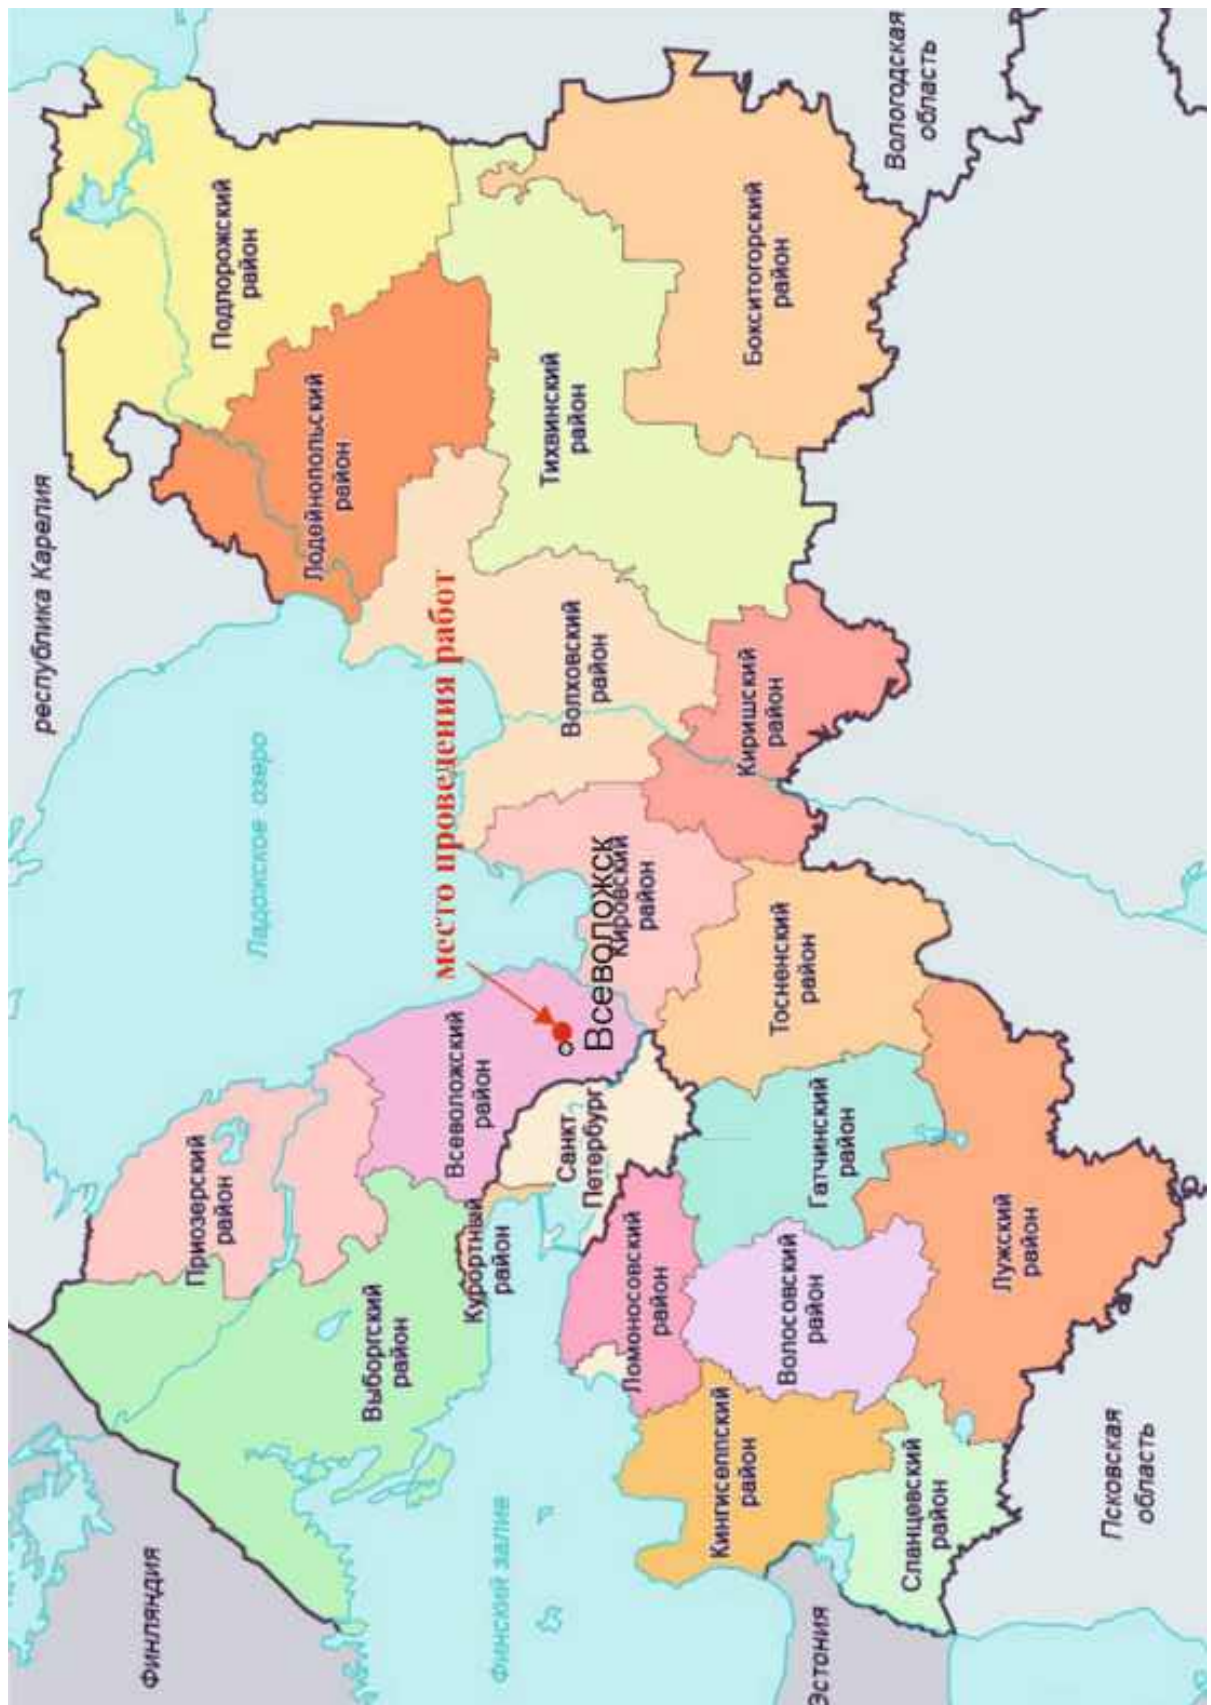 республика Карелия
Финляндия
Ладожское озеро
Подпорожский
район
Лодейнопольский
район
Приозерский
район
Выборгский
район
Всеволожский
район
место проведения работ
Всеволожск
Курортный
район
Финский залив
Санкт
Петербург
Кировский
район
Волховский
район
Тихвинский
район
Бокситогорский
район
Вологодская
область
Киришский
район
Тосненский
район
Гатчинский
район
Ломоносовский
район
Волосовский
район
Кингисеппский
район
Сланцевский
район
Лужский
район
Эстония
Псковская
область